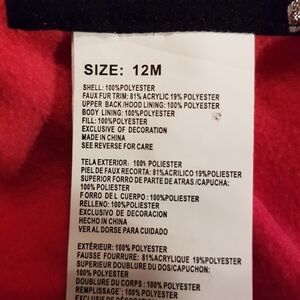 SIZE: 12M
SHELL: 100%POLYESTER
FAUX FUR TRIM: 81% ACRYLIC 19% POLYESTER
UPPER BACK /HOOD LINING: 100% POLYESTER
BODY LINING: 100%POLYESTER
FILL: 100%POLYESTER
EXCLUSIVE OF DECORATION
MADE IN CHINA
SEE REVERSE FOR CARE
TELA EXTERIOR: 100% POLIESTER
PIEL DE FAUX RECORTA: 81%ACRILICO 19%POLIESTER
SUPERIOR FORRO DE PARTE DE ATRAS /CAPUCHA:
100% POLIESTER
FORRO DE L CUERPO : 100%POLIESTER
RELLENO: 100%POLIESTER
EXCLUSIVO DE DECORACION
HECHO EN CHINA
VER AL DORSE PARA CUIDADO
EXTÉRIEUR: 100% POLYESTER
FAUSSE FOURRURE: 81%ACRYLIQUE 19%POLYESTER
SUPERIEUR DOUBLURE DU DOS/CAPUCHON:
100% POLYESTER
DOUBLURE DU CORPS : 100% POLYESTER
REMPLISSAGE : 100% POLYESTER